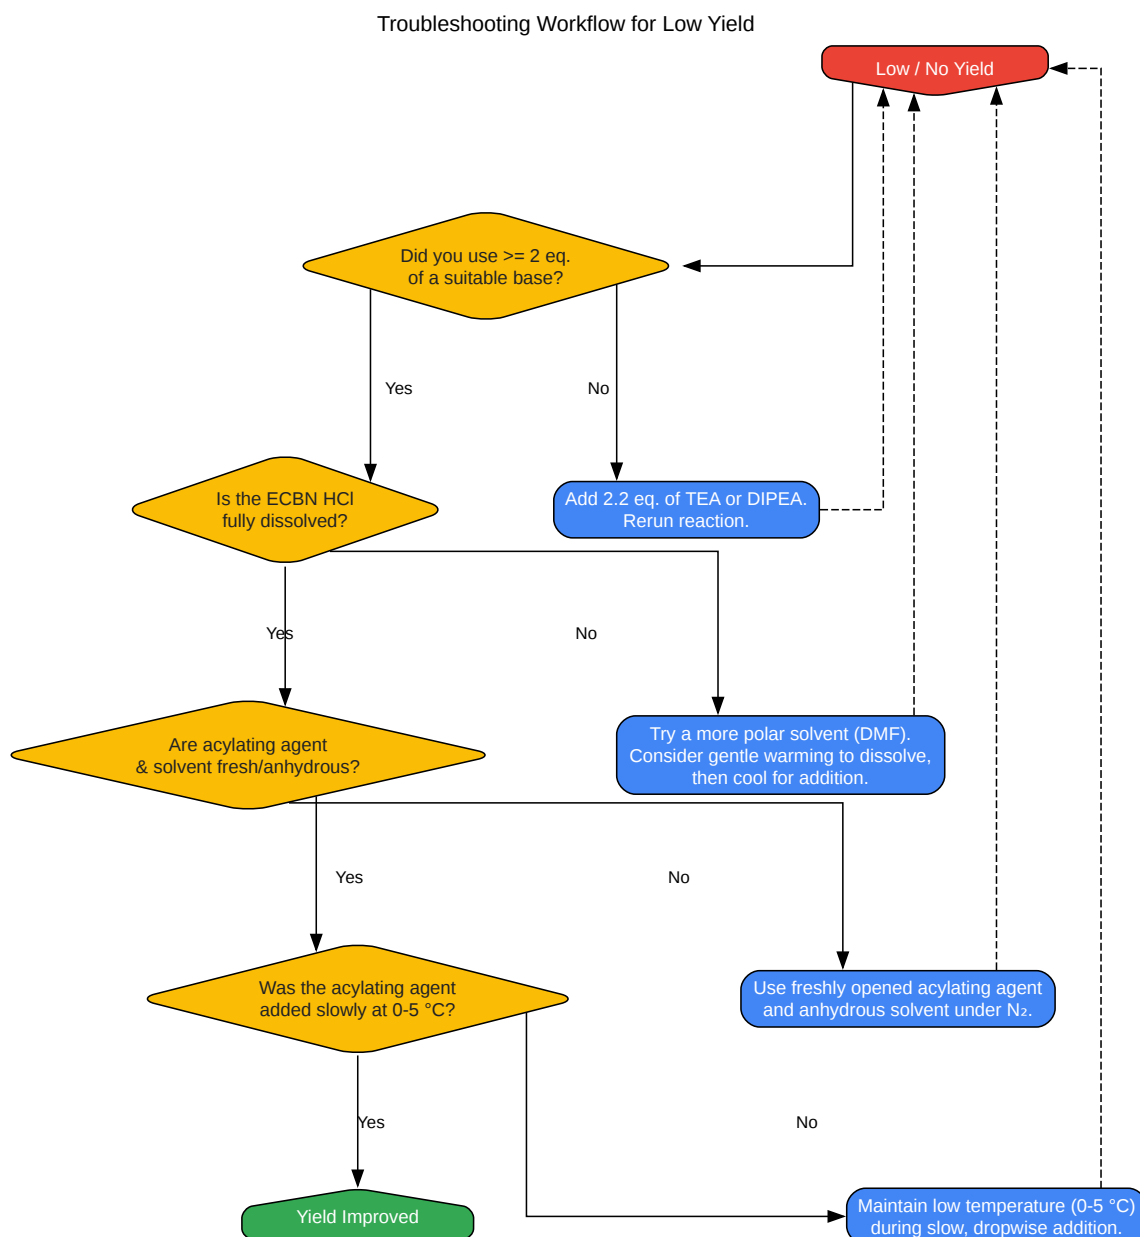 Troubleshooting Workflow for Low Yield
Low / No Yield
Did you use >= 2 eq.
of a suitable base?
Yes
No
Is the ECBN HCl
fully dissolved?
Add 2.2 eq. of TEA or DIPEA.
Rerun reaction.
Yes
No
Are acylating agent
& solvent fresh/anhydrous?
Try a more polar solvent (DMF).
Consider gentle warming to dissolve,
then cool for addition.
Yes
No
Was the acylating agent
added slowly at 0-5 °C?
Use freshly opened acylating agent
and anhydrous solvent under N₂.
Yes
No
Yield Improved
Maintain low temperature (0-5 °C)
during slow, dropwise addition.